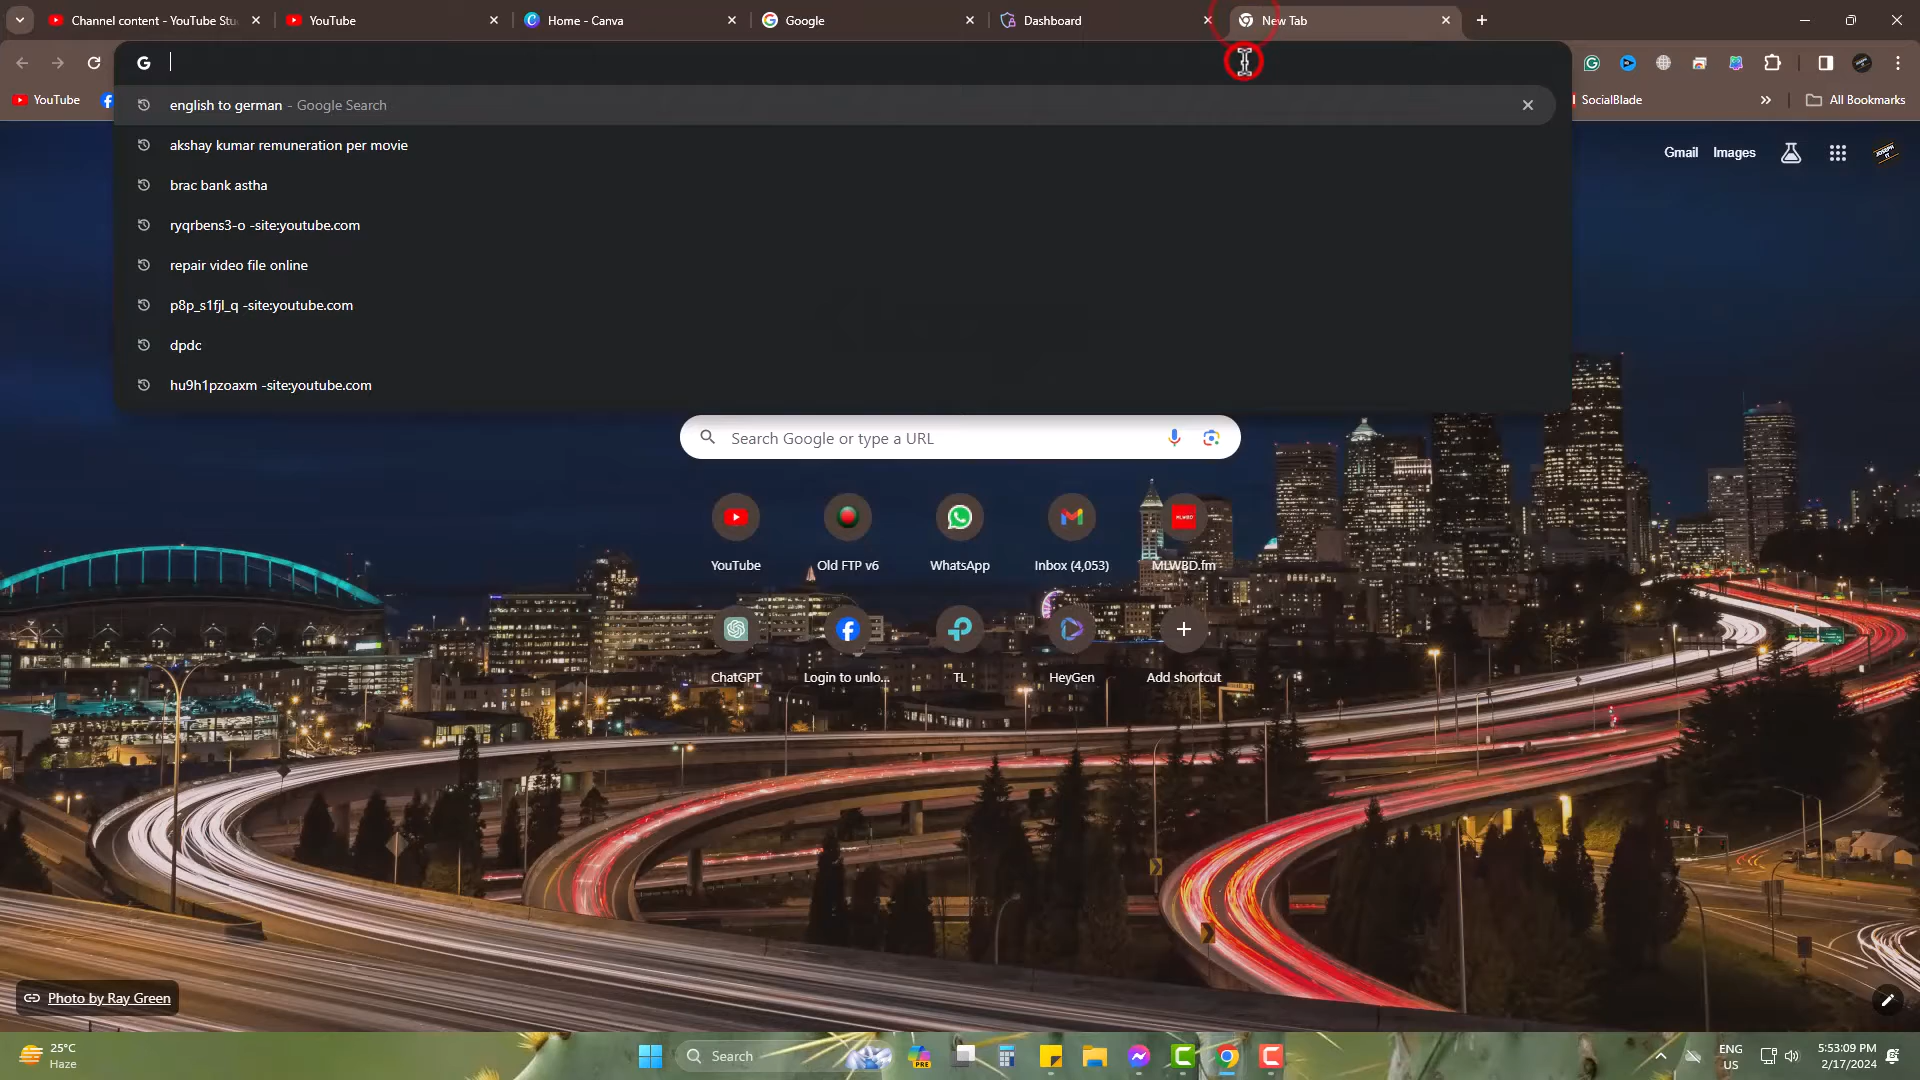 Channel content - YouTube Stu
YouTube
Home - Canva
Google
Dashboard
New Tab
YouTube
SocialBlade
All Bookmarks
english to german - Google Search
akshay kumar remuneration per movie
brac bank astha
ryqrbens3-o -site:youtube.com
repair video file online
p8p_s1fjl_q -site:youtube.com
dpdc
hu9h1pzoaxm -site:youtube.com
Gmail
Images
Search Google or type a URL
YouTube
Old FTP v6
WhatsApp
Inbox (4,053)
MLWBD.fm
ChatGPT
Login to unlo...
TL
HeyGen
Add shortcut
Photo by Ray Green
25°C
Haze
Search
PRE
ENG
US
5:53:09 PM
2/17/2024